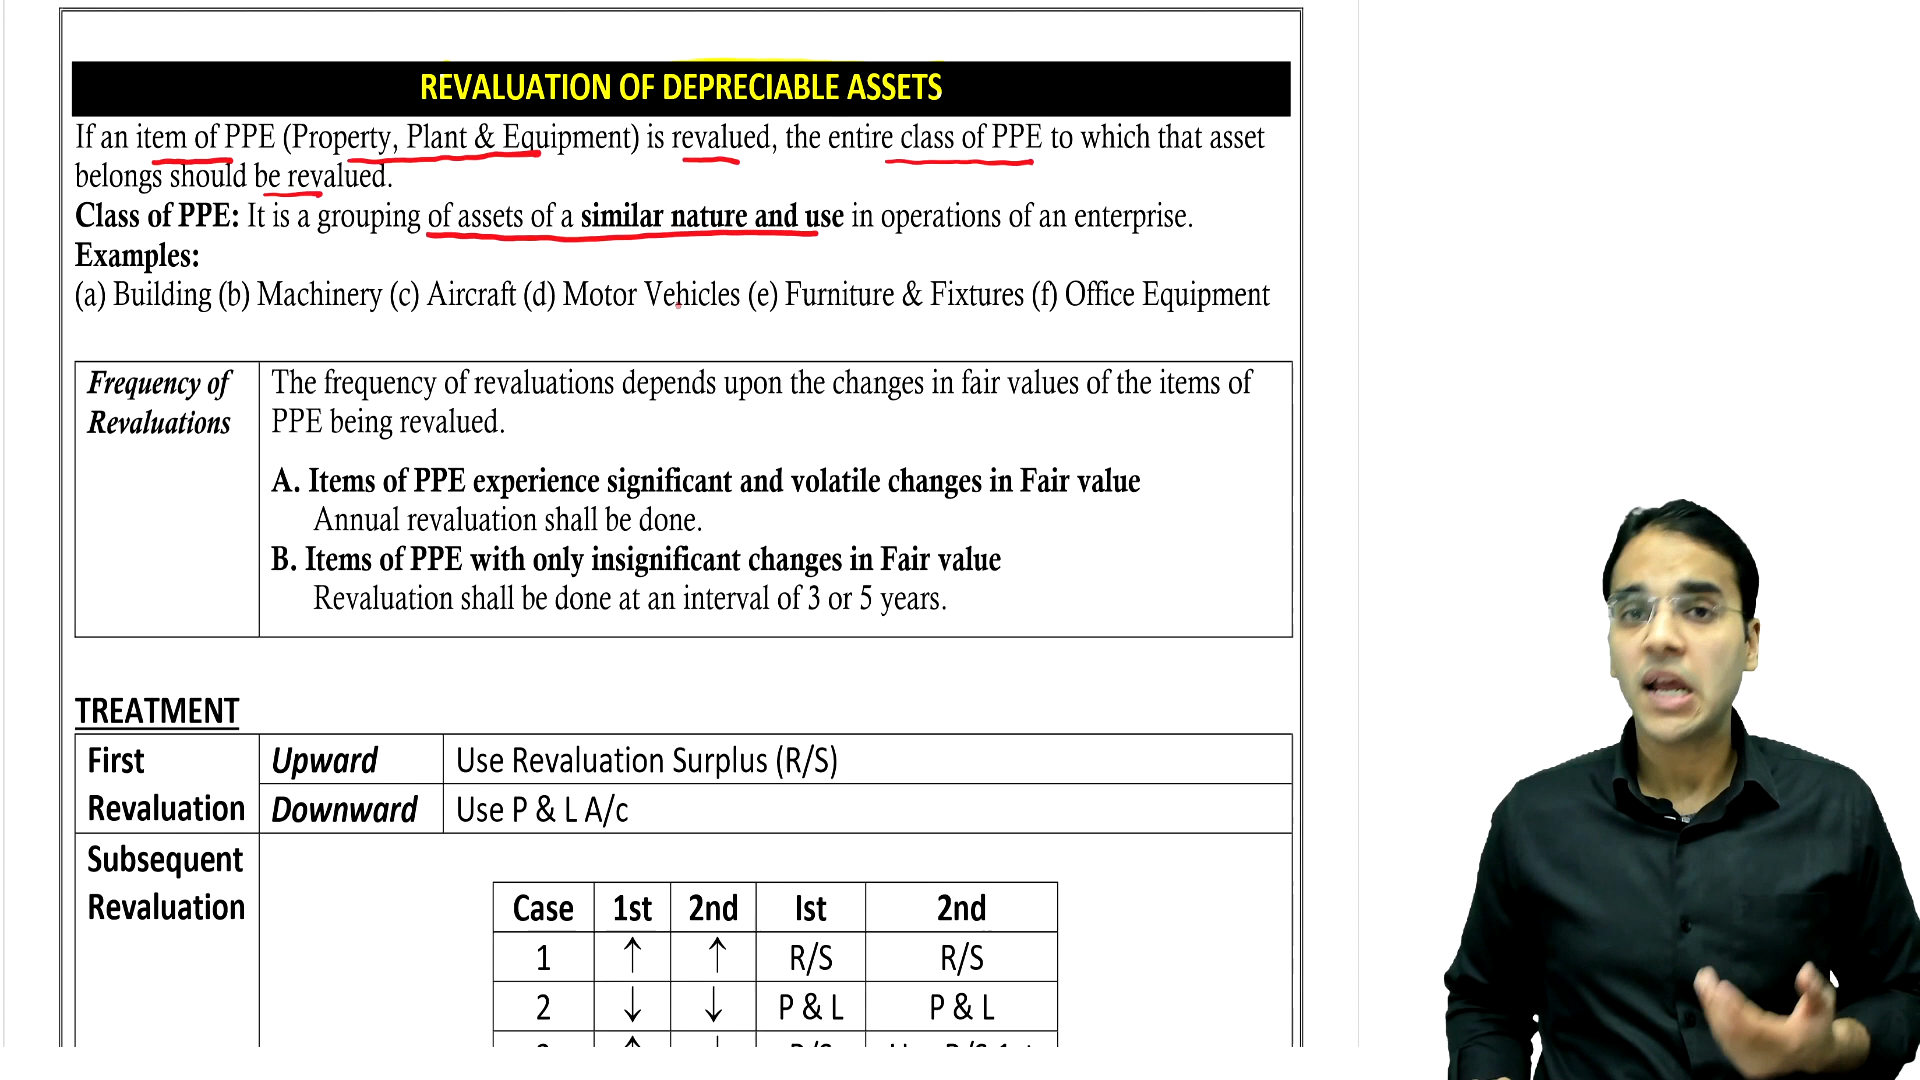 REVALUATION OF DEPRECIABLE ASSETS
If an item of PPE (Property, Plant & Equipment) is revalued, the entire class of PPE to which that asset
belongs should be revalued.
Class of PPE: It is a grouping of assets of a similar nature and use in operations of an enterprise.
Examples:
(a) Building (b) Machinery (c) Aircraft (d) Motor Vehicles (e) Furniture & Fixtures (f) Office Equipment
Frequency of
Revaluations
The frequency of revaluations depends upon the changes in fair values of the items of
PPE being revalued.
A. Items of PPE experience significant and volatile changes in Fair value
Annual revaluation shall be done.
B. Items of PPE with only insignificant changes in Fair value
Revaluation shall be done at an interval of 3 or 5 years.
TREATMENT
First
Revaluation
Upward
Use Revaluation Surplus (R/S)
Downward
Use P & L A/c
Subsequent
Revaluation
Case 1st 2nd Ist 2nd
1 ↑ ↑ R/S R/S
2 ↓ ↓ P & L P & L